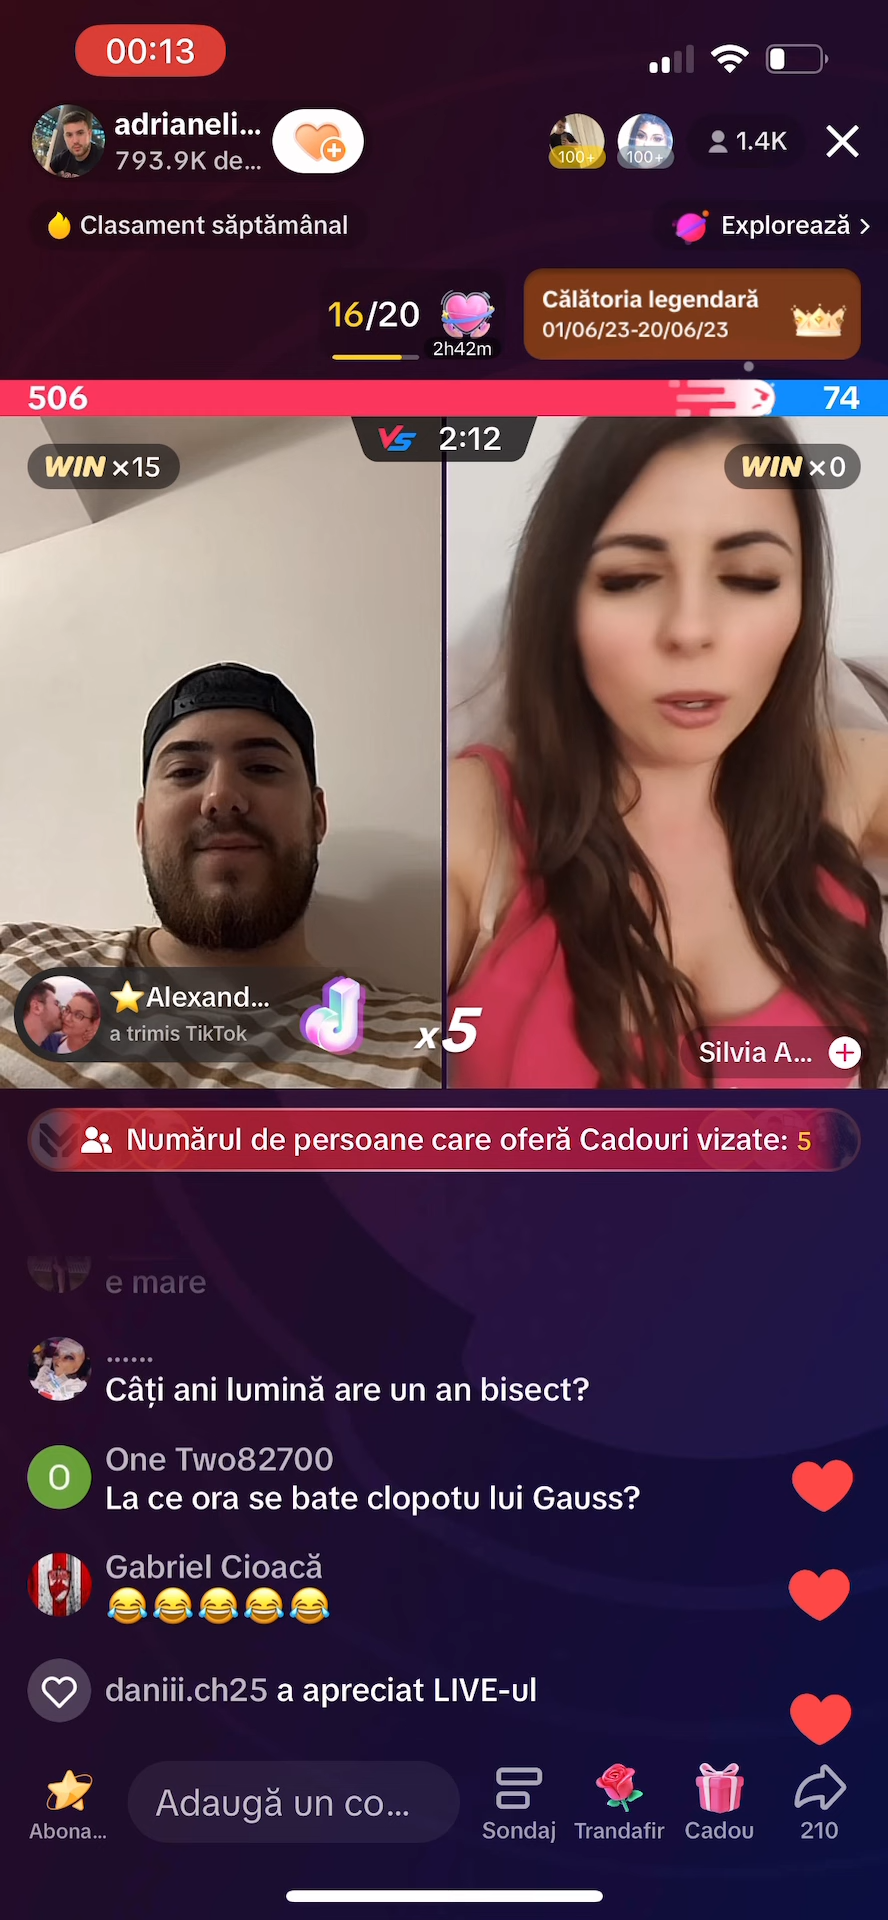 00:13
adrianeli...
793.9K de...
100+
100+
1.4K
Clasament săptămânal
Explorează >
16/20
2h42m
Călătoria legendară
01/06/23-20/06/23
506
74
VS 2:12
WIN ×15
WIN ×0
⭐Alexand...
a trimis TikTok
x5
Silvia A...
Numărul de persoane care oferă Cadouri vizate: 5
e mare
......
Câți ani lumină are un an bisect?
O
One Two82700
La ce ora se bate clopotu lui Gauss?
Gabriel Cioacă
😂😂😂😂😂
daniii.ch25 a apreciat LIVE-ul
Abona...
Adaugă un co...
Sondaj
Trandafir
Cadou
210